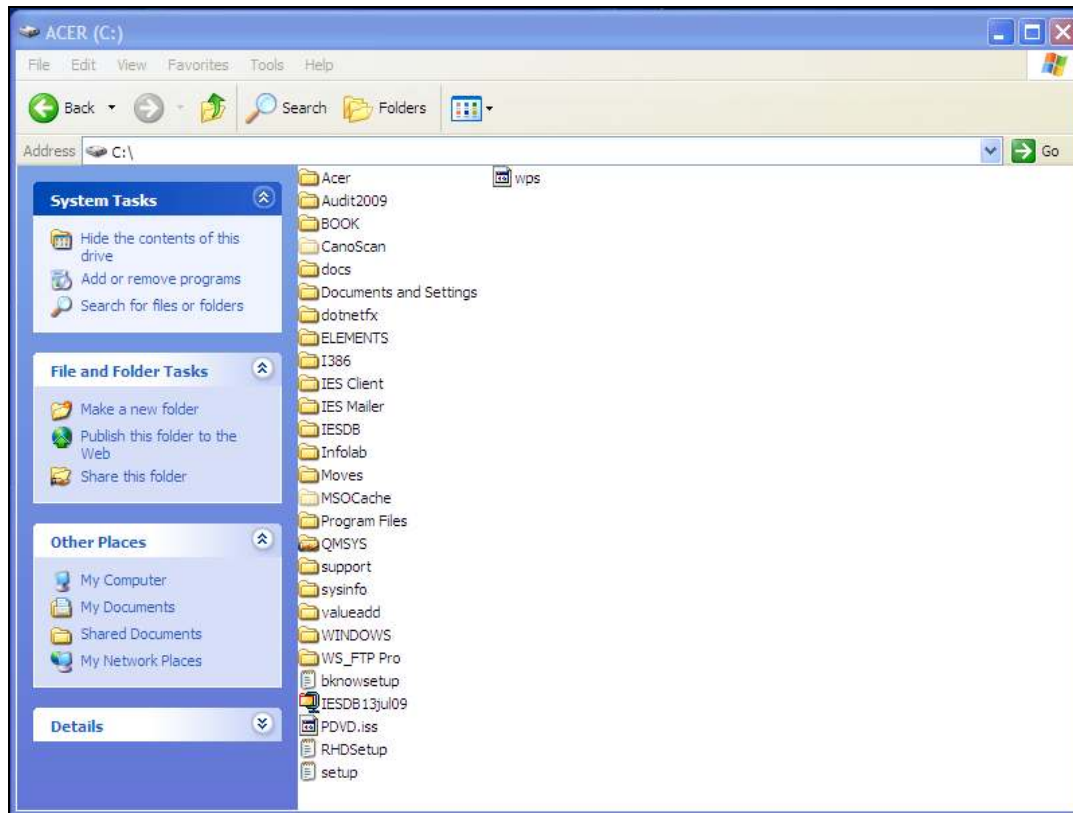 ACER (C:)
File Edit View Favorites Tools Help
Back Search Folders
Address C:\ Go
System Tasks
Hide the contents of this
drive
Add or remove programs
Search for files or folders
File and Folder Tasks
Make a new folder
Publish this folder to the
Web
Share this folder
Other Places
My Computer
My Documents
Shared Documents
My Network Places
Details
Acer
Audit2009
BOOK
CanoScan
docs
Documents and Settings
dotnetfx
ELEMENTS
I386
IES Client
IES Mailer
IESDB
Infolab
Moves
MSOCache
Program Files
QMSYS
support
sysinfo
valueadd
WINDOWS
WS_FTP Pro
bknowsetup
IESDB13jul09
PDVD.iss
RHDSetup
setup
wps